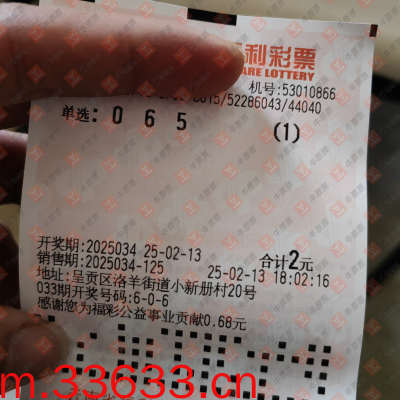 利彩票
ARE LOTTERY
机号:53010866
/52286043/44040
单选: 0 6 5 (1)
开奖期:2025034 25-02-13 合计2元
销售期:2025034-125 25-02-13 18:02:16
地址:呈贡区洛羊街道小新册村20号
033期开奖号码:6-0-6
感谢您为福彩公益事业贡献0.68元
m.33633.cn